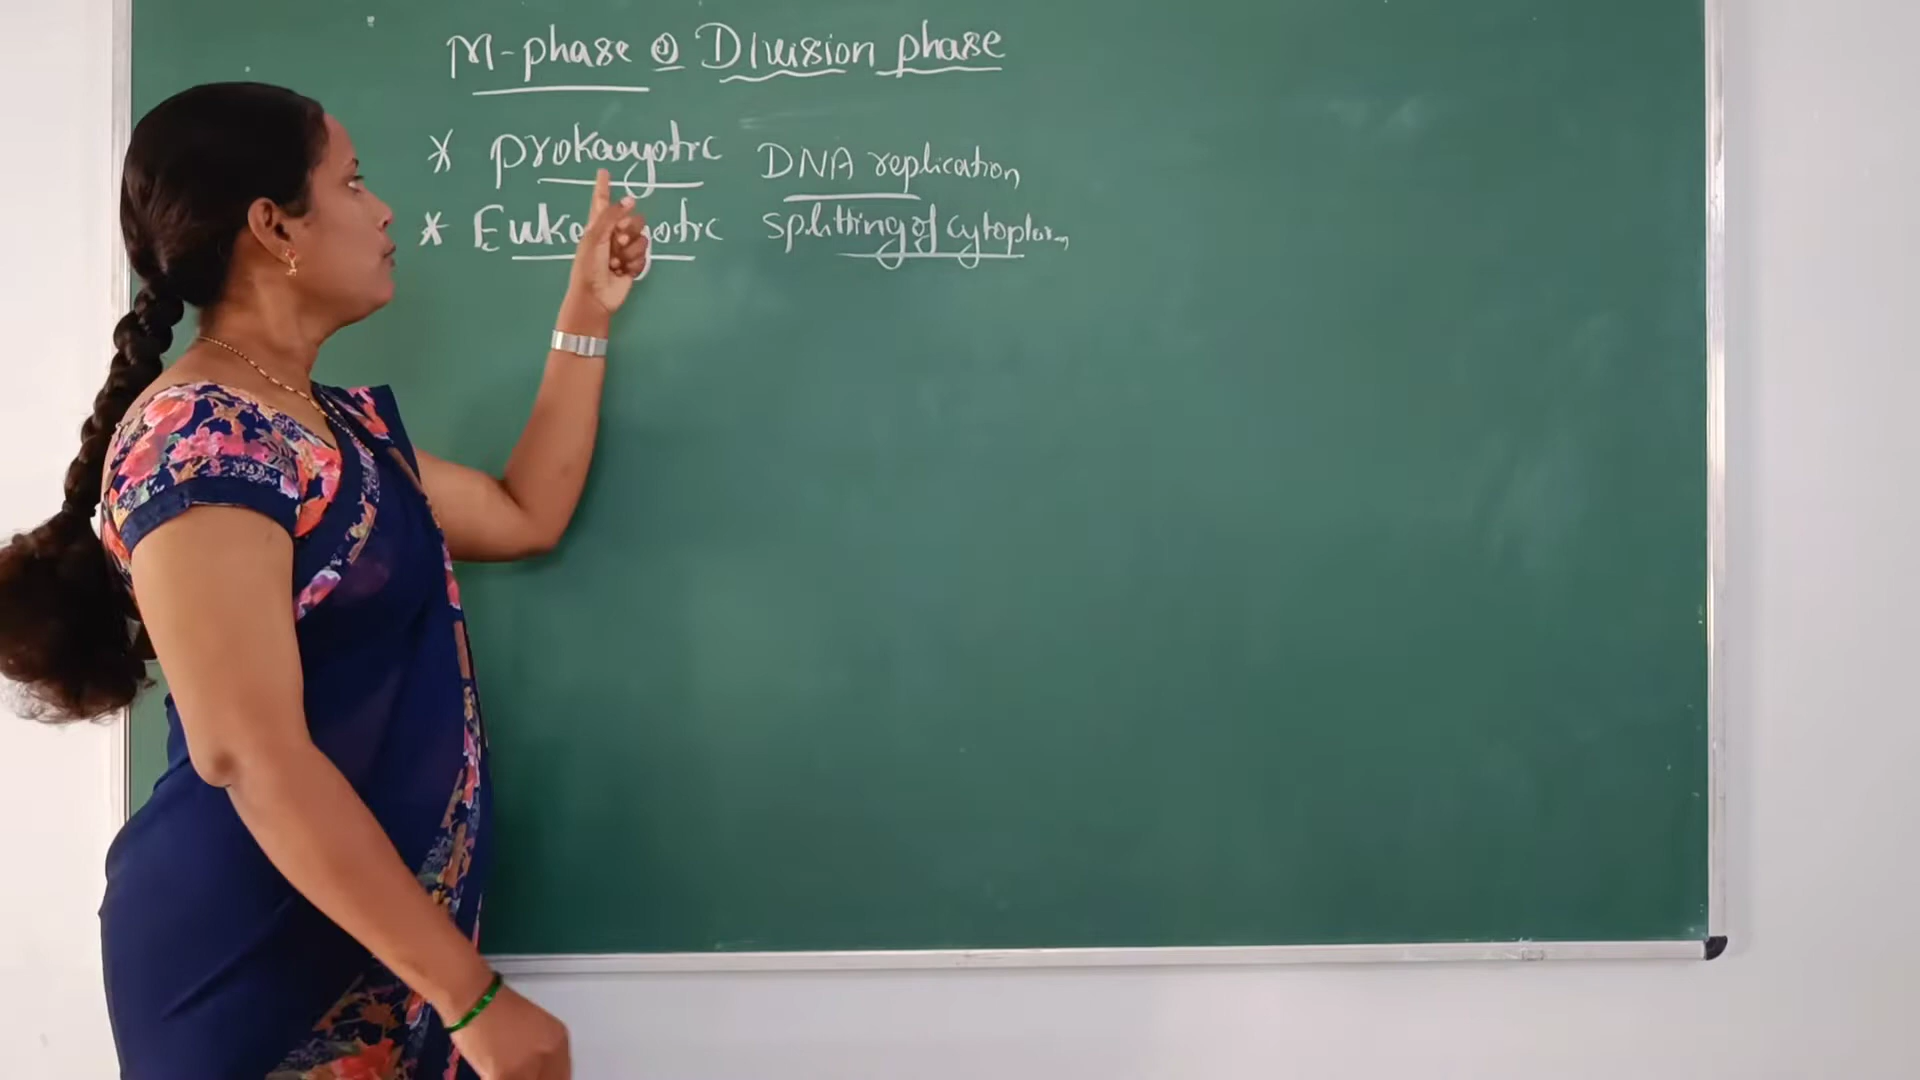 M-phase (or) Division phase
* Prokaryotic DNA replication
* Eukaryotic splitting of cytoplasm